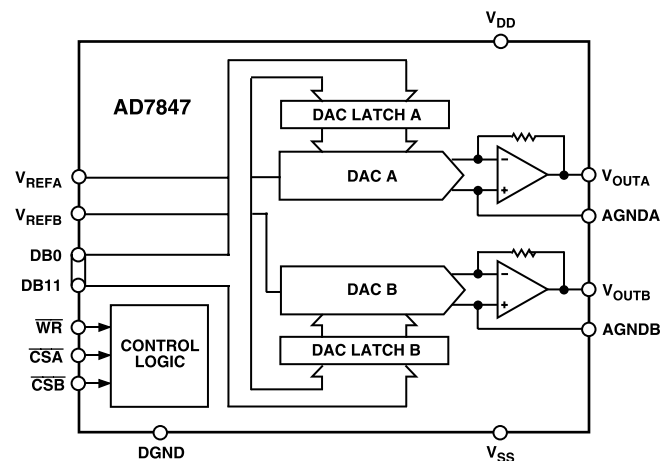 VDD
AD7847
DAC LATCH A
VREFA
DAC A
VOUTA
VREFB
AGNDA
DB0
DB11
DAC B
VOUTB
WR
CSA
CSB
CONTROL
LOGIC
DAC LATCH B
AGNDB
DGND
VSS
− + − +